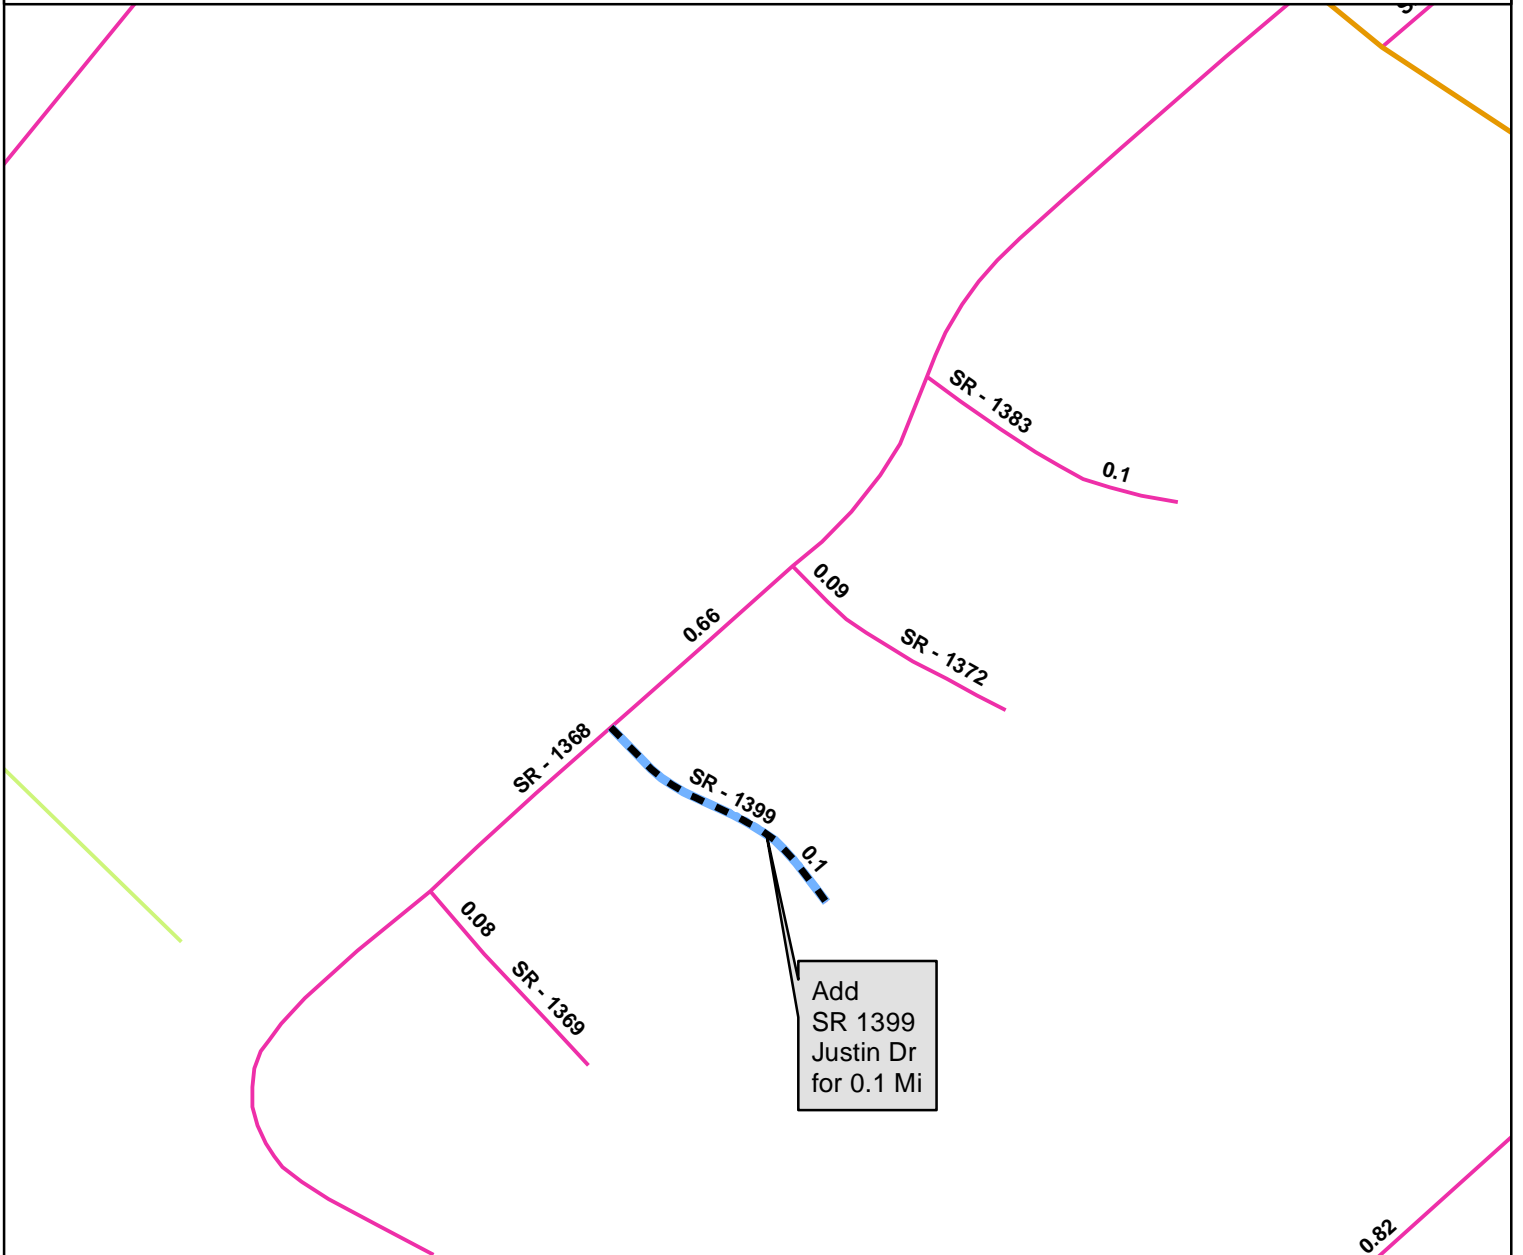 SR - 1383
0.1
0.09
SR - 1372
0.66
SR - 1368
SR - 1399
0.1
0.08
SR - 1369
Add
SR 1399
Justin Dr
for 0.1 Mi
0.82